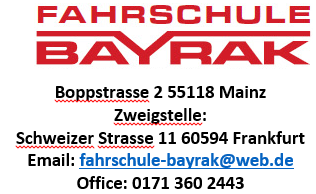 FAHRSCHULE
BAYRAK
Boppstrasse 2 55118 Mainz
Zweigstelle:
Schweizer Strasse 11 60594 Frankfurt
Email: fahrschule-bayrak@web.de
Office: 0171 360 2443